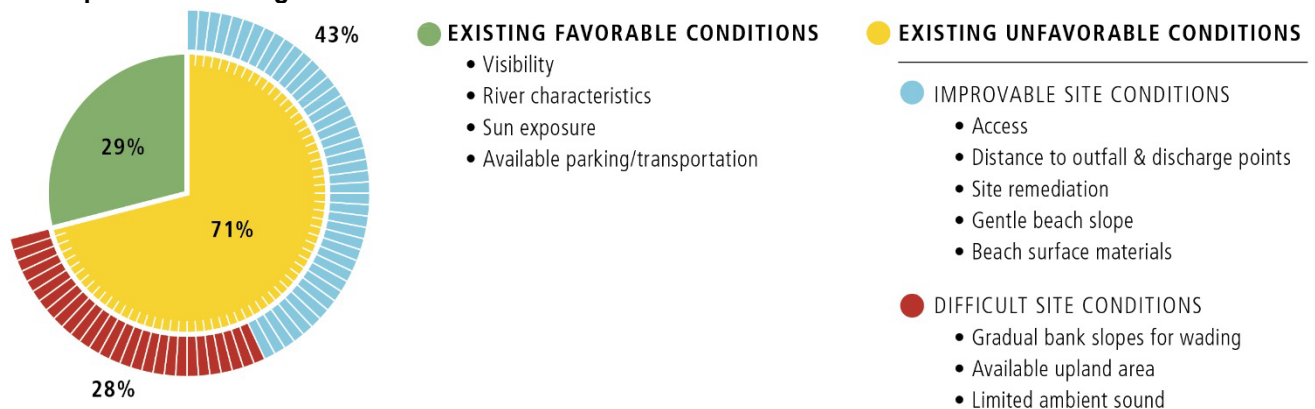 43%
29%
71%
28%
EXISTING FAVORABLE CONDITIONS
• Visibility
• River characteristics
• Sun exposure
• Available parking/transportation
EXISTING UNFAVORABLE CONDITIONS
IMPROVABLE SITE CONDITIONS
• Access
• Distance to outfall & discharge points
• Site remediation
• Gentle beach slope
• Beach surface materials
DIFFICULT SITE CONDITIONS
• Gradual bank slopes for wading
• Available upland area
• Limited ambient sound